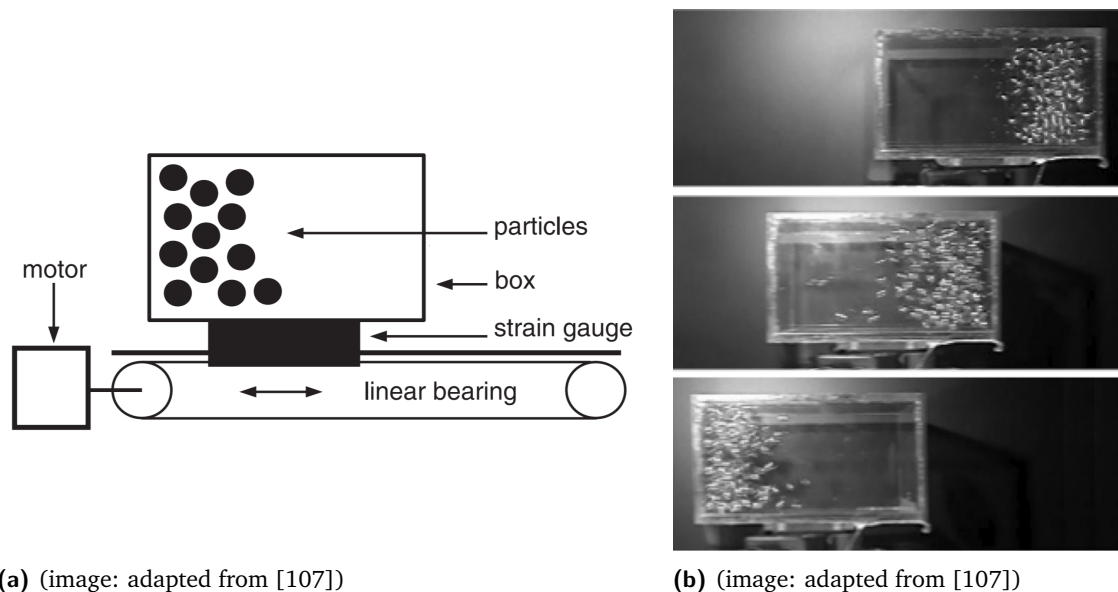 particles
motor
box
strain gauge
linear bearing
(a) (image: adapted from [107])
(b) (image: adapted from [107])